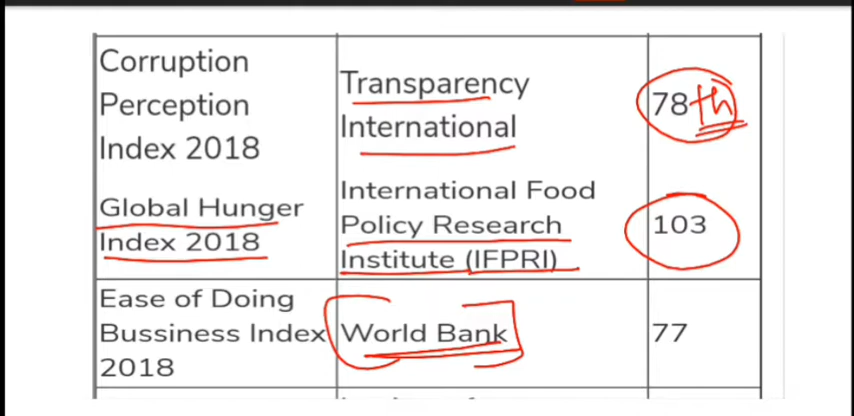 Corruption
Perception
Index 2018
Transparency
International
78th
Global Hunger
Index 2018
International Food
Policy Research
Institute (IFPRI)
103
Ease of Doing
Bussiness Index
2018
World Bank
77